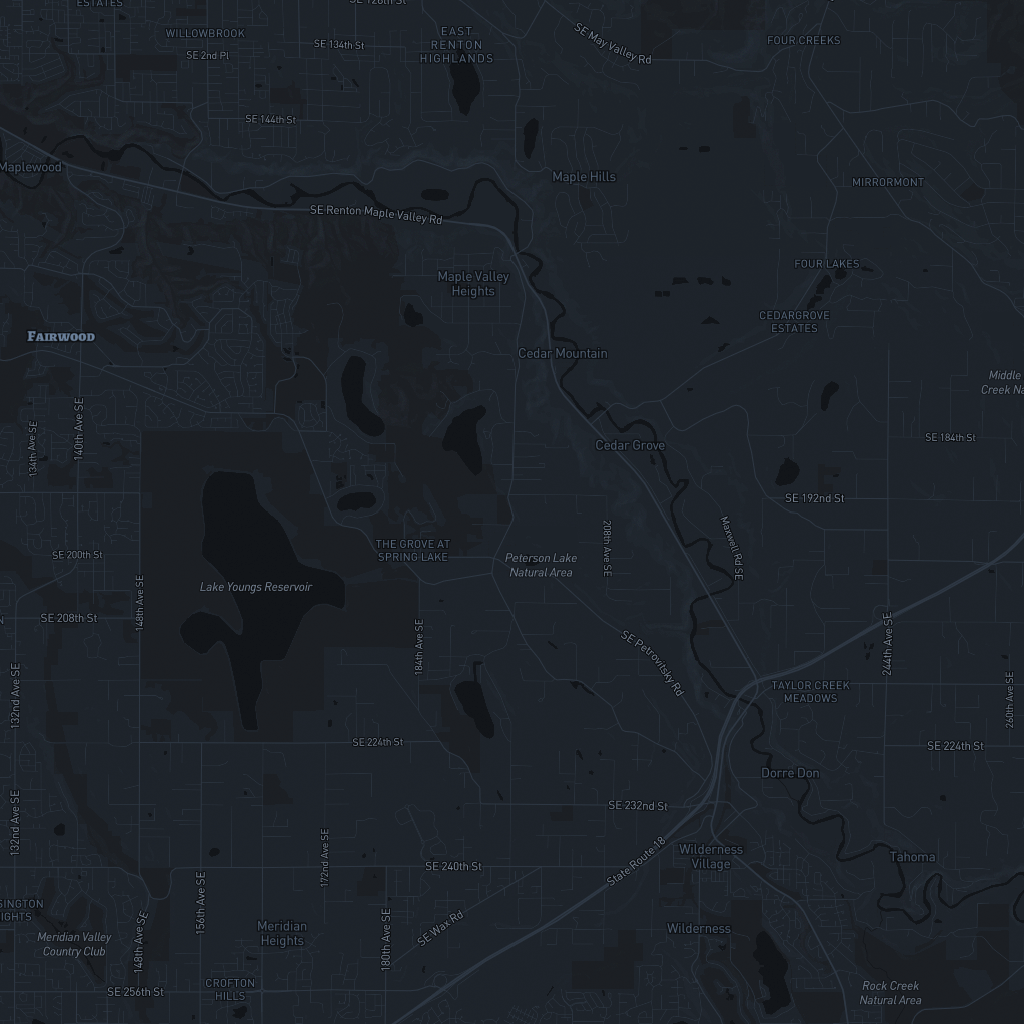 ESTATES
SE 128th St
WILLOWBROOK
SE 134th St
SE 2nd Pl
EAST
RENTON
HIGHLANDS
SE May Valley Rd
FOUR CREEKS
SE 144th St
Maplewood
Maple Hills
MIRRORMONT
SE Renton Maple Valley Rd
Maple Valley
Heights
FOUR LAKES
CEDARGROVE
ESTATES
FAIRWOOD
Cedar Mountain
Middle
Creek Na
134th Ave SE
140th Ave SE
Cedar Grove
SE 184th St
SE 192nd St
SE 200th St
THE GROVE AT
SPRING LAKE
Peterson Lake
Natural Area
208th Ave SE
Maxwell Rd SE
Lake Youngs Reservoir
148th Ave SE
SE 208th St
184th Ave SE
SE Petrovitsky Rd
244th Ave SE
132nd Ave SE
TAYLOR CREEK
MEADOWS
260th Ave SE
SE 224th St
SE 224th St
Dorre Don
132nd Ave SE
SE 232nd St
172nd Ave SE
State Route 18
Wilderness
Village
Tahoma
SE 240th St
156th Ave SE
SINGTON
IGHTS
Meridian Valley
Country Club
148th Ave SE
Meridian
Heights
180th Ave SE
SE Wax Rd
Wilderness
SE 256th St
CROFTON
HILLS
Rock Creek
Natural Area